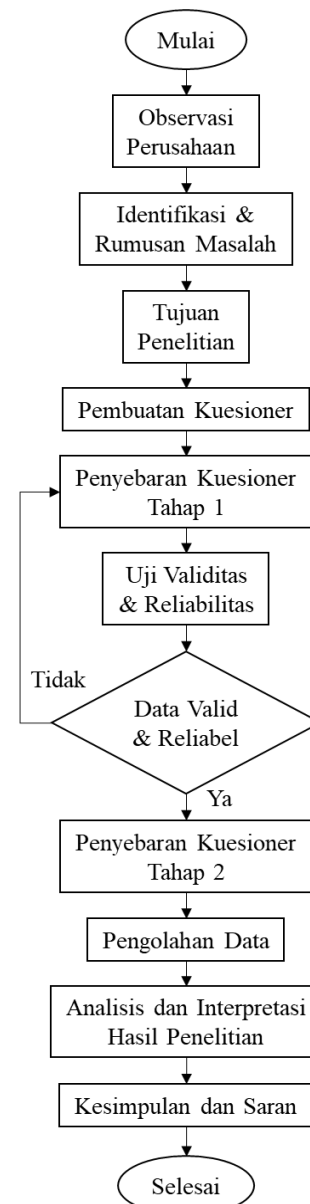 Mulai
Observasi
Perusahaan
Identifikasi &
Rumusan Masalah
Tujuan
Penelitian
Pembuatan Kuesioner
Penyebaran Kuesioner
Tahap 1
Uji Validitas
& Reliabilitas
Tidak
Data Valid
& Reliabel
Ya
Penyebaran Kuesioner
Tahap 2
Pengolahan Data
Analisis dan Interpretasi
Hasil Penelitian
Kesimpulan dan Saran
Selesai